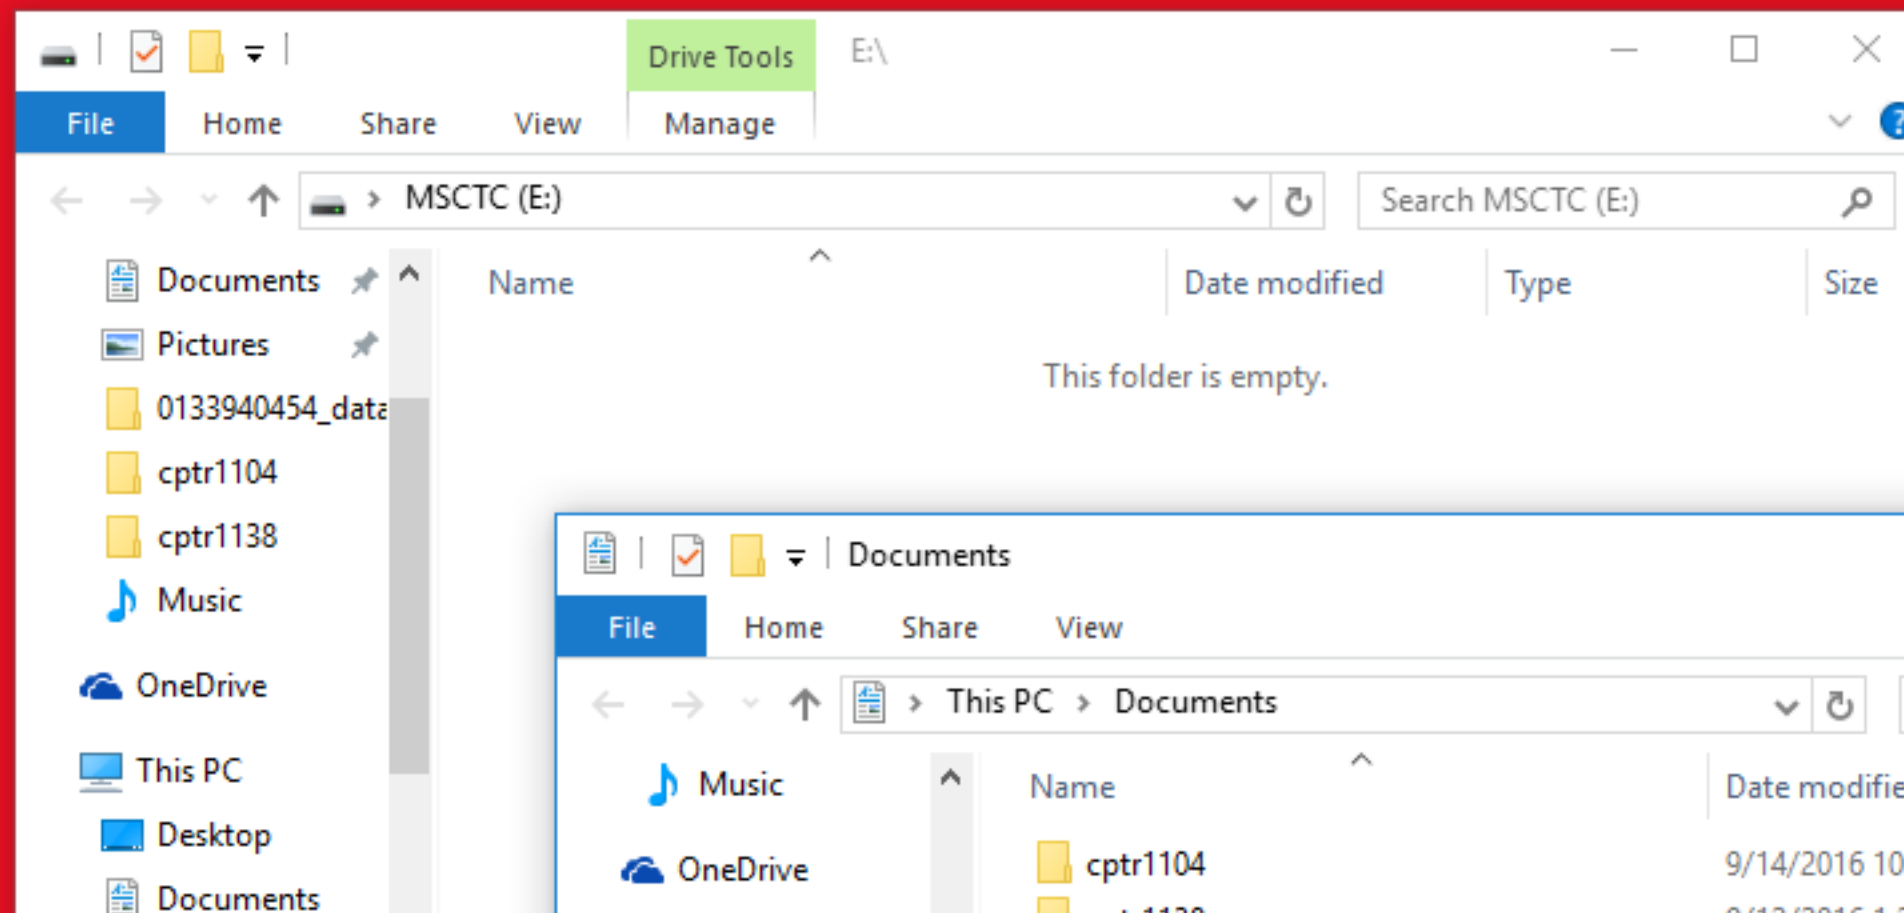 Drive Tools E:\
File Home Share View Manage
MSCTC (E:) Search MSCTC (E:)
Name Date modified Type Size
This folder is empty.
Documents
Pictures
0133940454_data
cptr1104
cptr1138
Music
OneDrive
This PC
Desktop
Documents
Documents
File Home Share View
This PC Documents
Name Date modifie
Music
OneDrive
cptr1104 9/14/2016 10